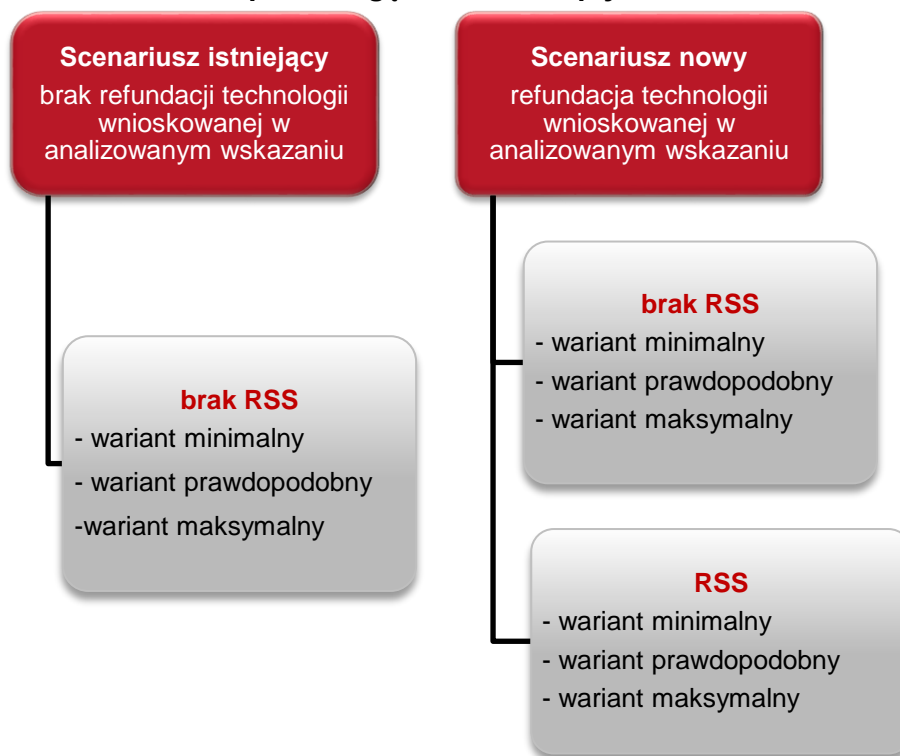 Scenariusz istniejący
brak refundacji technologii
wnioskowanej w
analizowanym wskazaniu
brak RSS
- wariant minimalny
- wariant prawdopodobny
-wariant maksymalny
Scenariusz nowy
refundacja technologii
wnioskowanej w
analizowanym wskazaniu
brak RSS
- wariant minimalny
- wariant prawdopodobny
- wariant maksymalny
RSS
- wariant minimalny
- wariant prawdopodobny
- wariant maksymalny